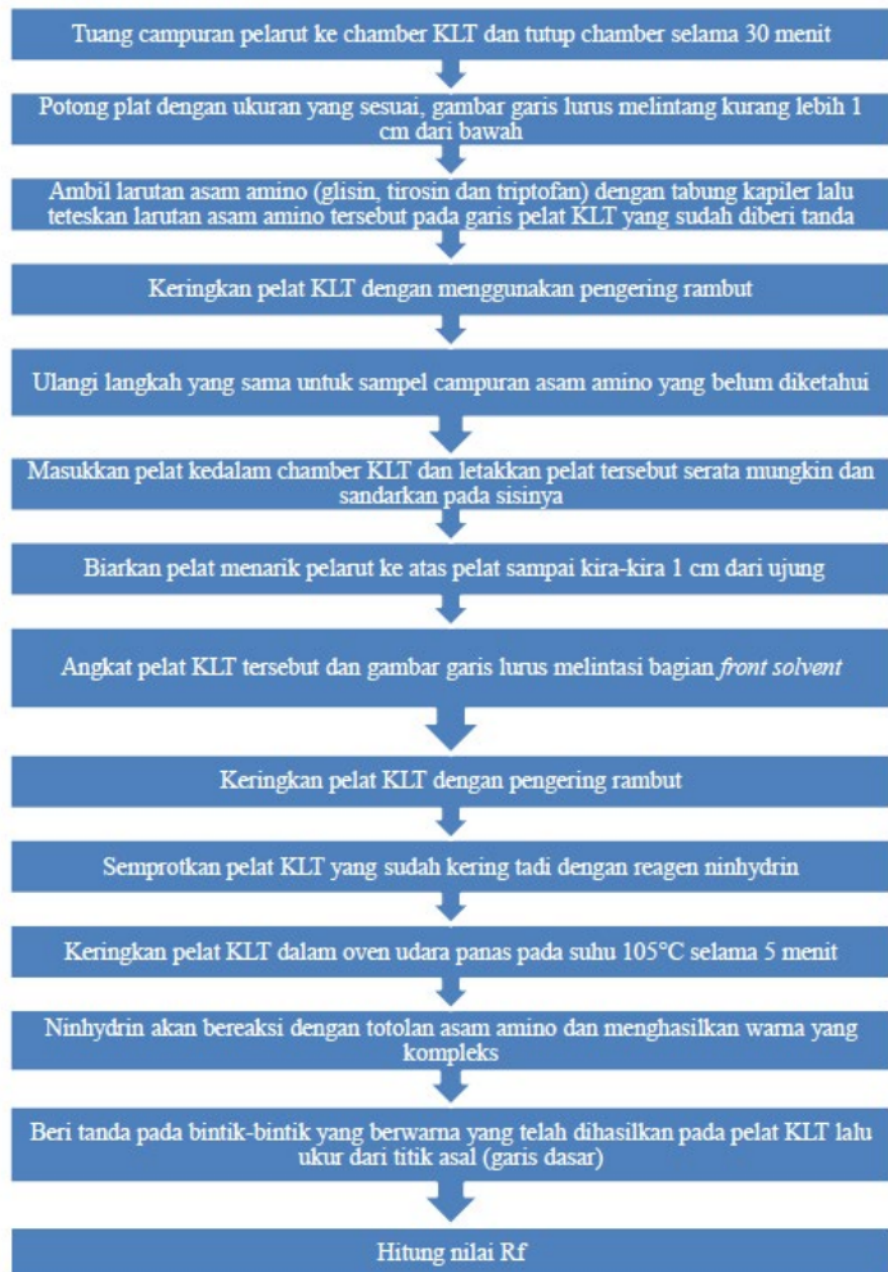 Tuang campuran pelarut ke chamber KLT dan tutup chamber selama 30 menit
Potong plat dengan ukuran yang sesuai, gambar garis lurus melintang kurang lebih 1
cm dari bawah
Ambil larutan asam amino (glisin, tirosin dan triptofan) dengan tabung kapiler lalu
teteskan larutan asam amino tersebut pada garis pelat KLT yang sudah diberi tanda
Keringkan pelat KLT dengan menggunakan pengering rambut
Ulangi langkah yang sama untuk sampel campuran asam amino yang belum diketahui
Masukkan pelat kedalam chamber KLT dan letakkan pelat tersebut serata mungkin dan
sandarkan pada sisinya
Biarkan pelat menarik pelarut ke atas pelat sampai kira-kira 1 cm dari ujung
Angkat pelat KLT tersebut dan gambar garis lurus melintasi bagian front solvent
Keringkan pelat KLT dengan pengering rambut
Semprotkan pelat KLT yang sudah kering tadi dengan reagen ninhydrin
Keringkan pelat KLT dalam oven udara panas pada suhu 105°C selama 5 menit
Ninhydrin akan bereaksi dengan totolan asam amino dan menghasilkan warna yang
kompleks
Beri tanda pada bintik-bintik yang berwarna yang telah dihasilkan pada pelat KLT lalu
ukur dari titik asal (garis dasar)
Hitung nilai Rf